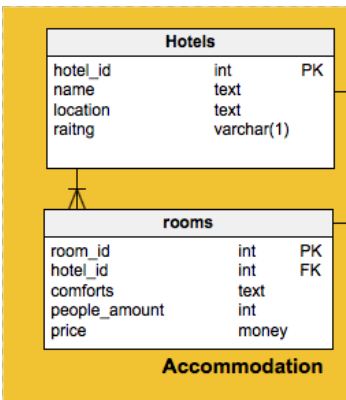 Hotels
hotel_id int PK
name text
location text
raitng varchar(1)
rooms
room_id int PK
hotel_id int FK
comforts text
people_amount int
price money
Accommodation